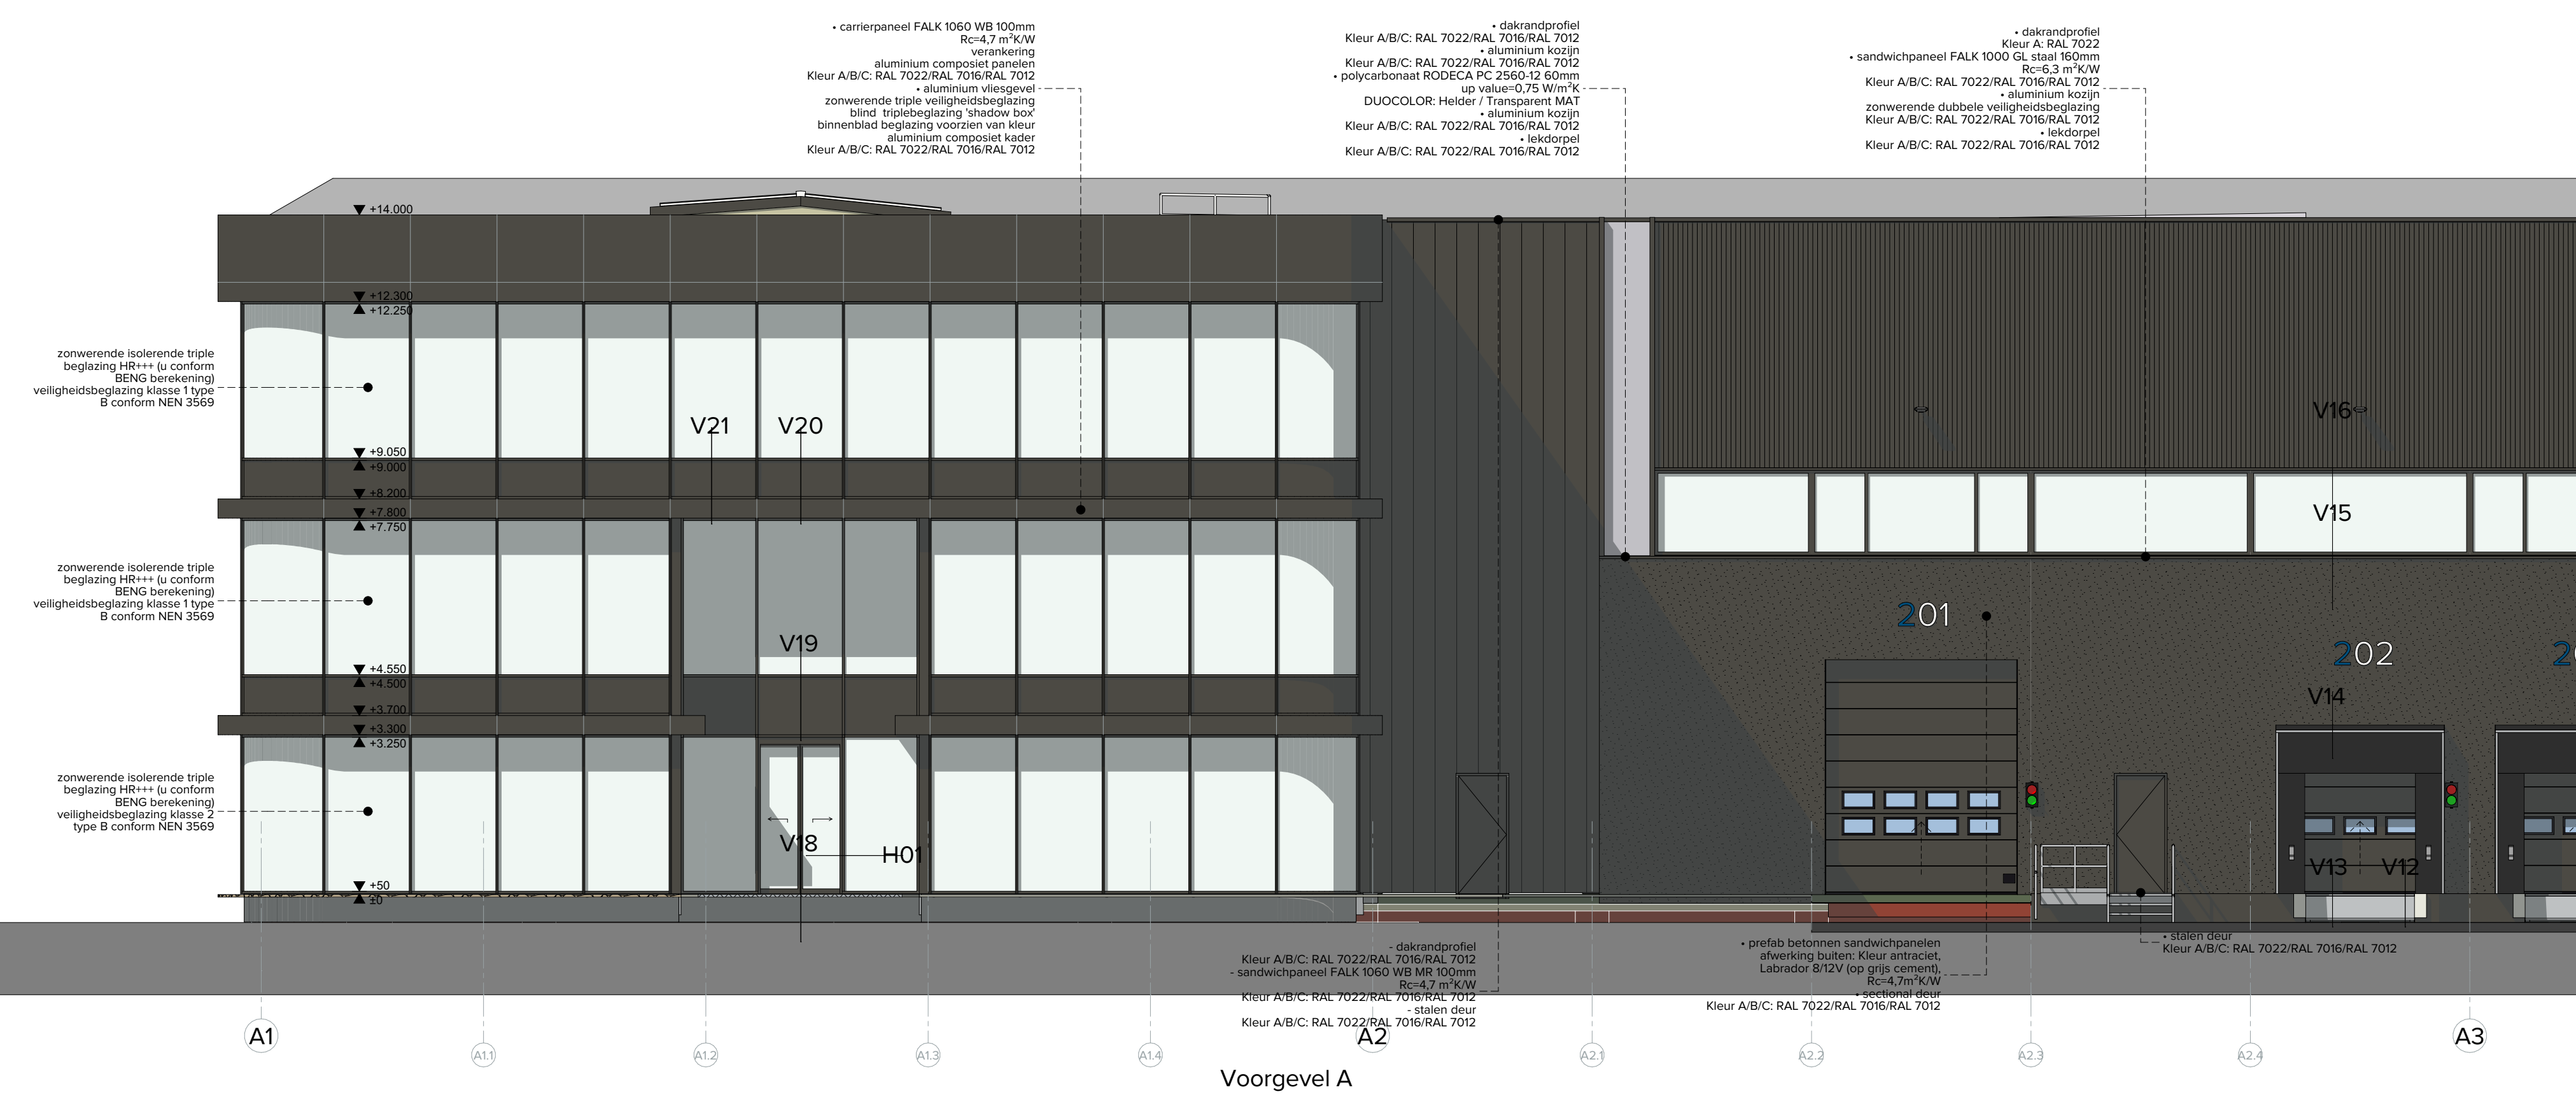 • carrierpaneel FALK 1060 WB 100mm
Rc=4,7 m²K/W
verankering
aluminium composiet panelen
Kleur A/B/C: RAL 7022/RAL 7016/RAL 7012
• aluminium vliesgevel
zonwerende triple veiligheidsbeglazing
blind triplebeglazing 'shadow box'
binnenblad beglazing voorzien van kleur
aluminium composiet kader
Kleur A/B/C: RAL 7022/RAL 7016/RAL 7012
• dakrandprofiel
Kleur A/B/C: RAL 7022/RAL 7016/RAL 7012
• aluminium kozijn
Kleur A/B/C: RAL 7022/RAL 7016/RAL 7012
• polycarbonaat RODECA PC 2560-12 60mm
up value=0,75 W/m²K
DUOCOLOR: Helder / Transparent MAT
• aluminium kozijn
Kleur A/B/C: RAL 7022/RAL 7016/RAL 7012
• lekdorpel
Kleur A/B/C: RAL 7022/RAL 7016/RAL 7012
• dakrandprofiel
Kleur A: RAL 7022
• sandwichpaneel FALK 1000 GL staal 160mm
Rc=6,3 m²K/W
Kleur A/B/C: RAL 7022/RAL 7016/RAL 7012
• aluminium kozijn
zonwerende dubbele veiligheidsbeglazing
Kleur A/B/C: RAL 7022/RAL 7016/RAL 7012
• lekdorpel
Kleur A/B/C: RAL 7022/RAL 7016/RAL 7012
+14.000
+12.300
+12.250
zonwerende isolerende triple
beglazing HR+++ (u conform
BENG berekening)
veiligheidsbeglazing klasse 1 type
B conform NEN 3569
V21
V20
V16
+9.050
+9.000
+8.200
+7.800
+7.750
V15
zonwerende isolerende triple
beglazing HR+++ (u conform
BENG berekening)
veiligheidsbeglazing klasse 1 type
B conform NEN 3569
201
V19
202
2
+4.550
+4.500
V14
+3.700
+3.300
+3.250
zonwerende isolerende triple
beglazing HR+++ (u conform
BENG berekening)
veiligheidsbeglazing klasse 2
type B conform NEN 3569
V18
H01
V13
V12
+50
±0
- dakrandprofiel
Kleur A/B/C: RAL 7022/RAL 7016/RAL 7012
- sandwichpaneel FALK 1060 WB MR 100mm
Rc=4,7 m²K/W
Kleur A/B/C: RAL 7022/RAL 7016/RAL 7012
- stalen deur
Kleur A/B/C: RAL 7022/RAL 7016/RAL 7012
• prefab betonnen sandwichpanelen
afwerking buiten: Kleur antraciet,
Labrador 8/12V (op grijs cement),
Rc=4,7m²K/W
• sectional deur
Kleur A/B/C: RAL 7022/RAL 7016/RAL 7012
• stalen deur
Kleur A/B/C: RAL 7022/RAL 7016/RAL 7012
A1
A1.1
A1.2
A1.3
A1.4
A2
A2.1
A2.2
A2.3
A2.4
A3
Voorgevel A